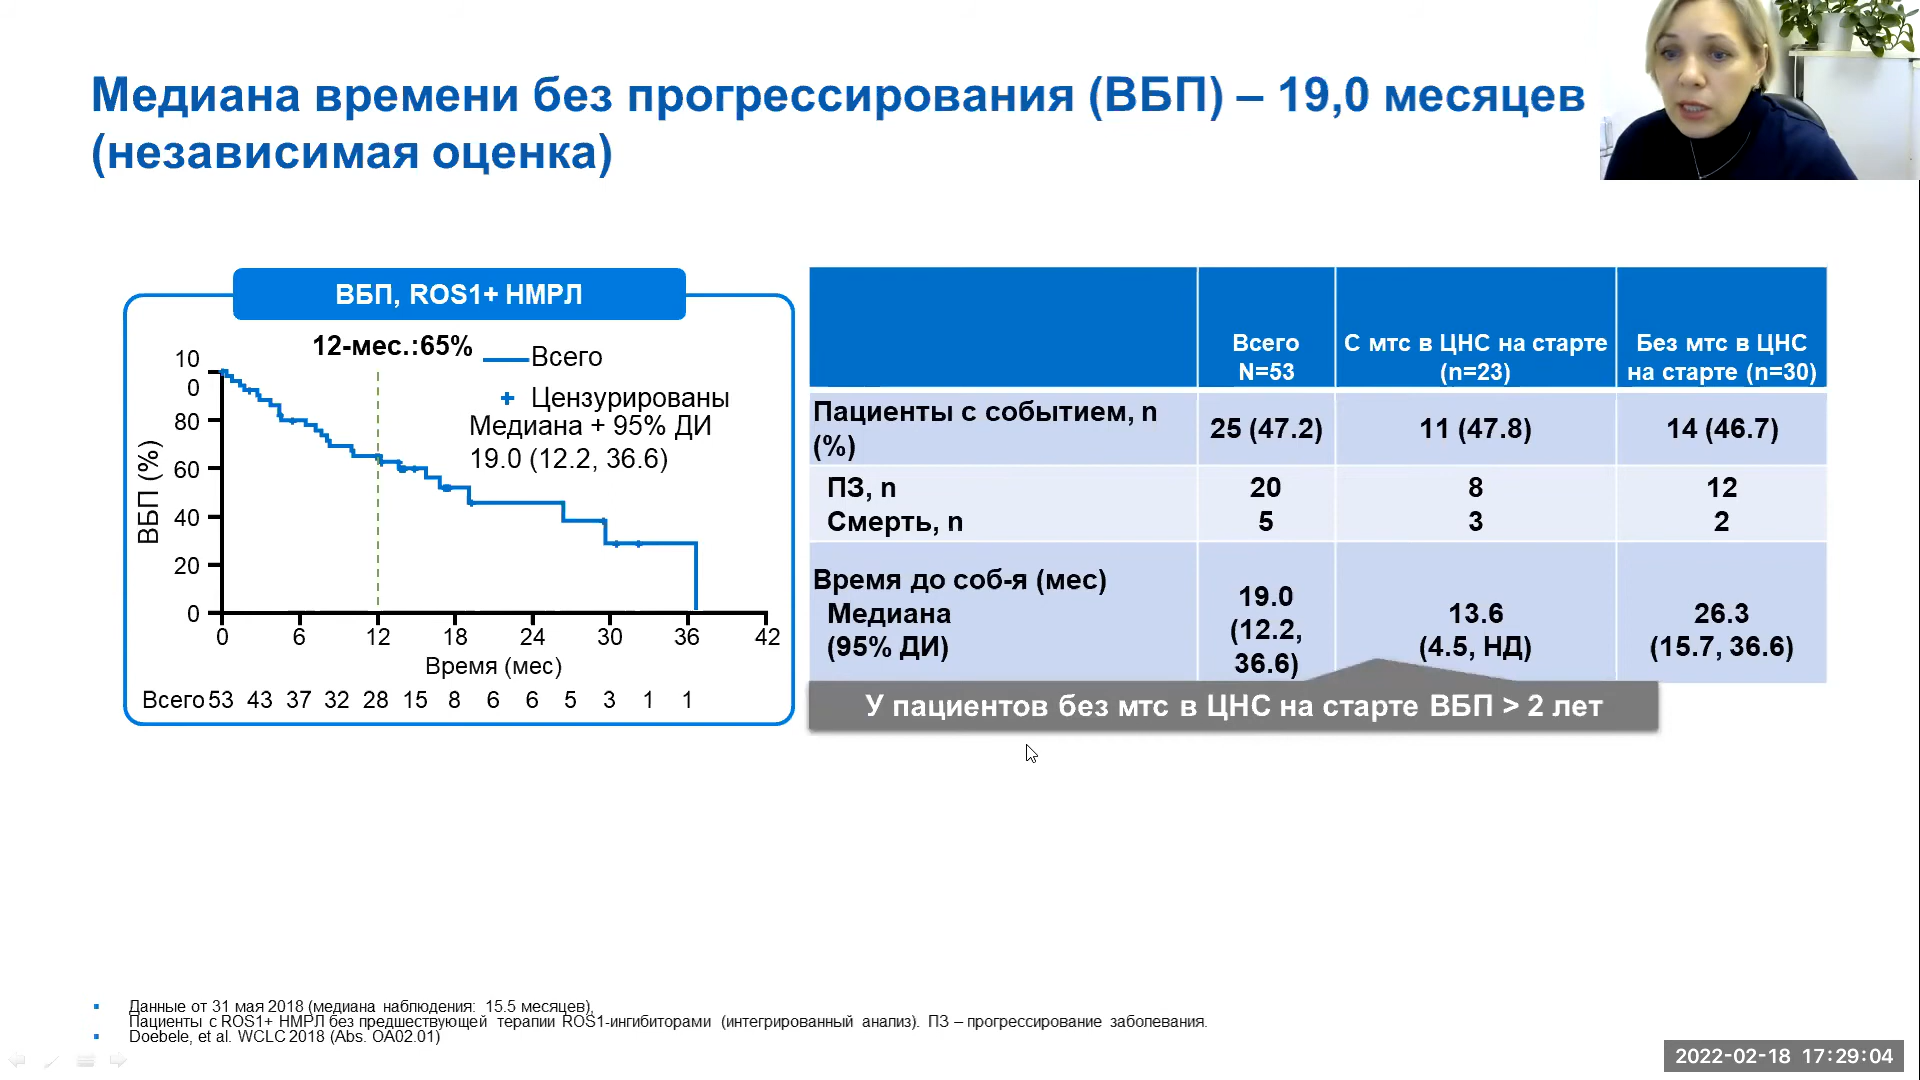 Медиана времени без прогрессирования (ВБП) – 19,0 месяцев
(независимая оценка)
ВБП, ROS1+ НМРЛ
12-мес.:65%
Всего
Цензурированы
Медиана + 95% ДИ
19.0 (12.2, 36.6)
ВБП (%)
10
0
80
60
40
20
0
0 6 12 18 24 30 36 42
Время (мес)
Всего 53 43 37 32 28 15 8 6 6 5 3 1 1
Всего
N=53
С мтс в ЦНС на старте
(n=23)
Без мтс в ЦНС
на старте (n=30)
Пациенты с событием, n
(%)
25 (47.2)
11 (47.8)
14 (46.7)
ПЗ, n
20
8
12
Смерть, n
5
3
2
Время до соб-я (мес)
Медиана
(95% ДИ)
19.0
(12.2,
36.6)
13.6
(4.5, НД)
26.3
(15.7, 36.6)
У пациентов без мтс в ЦНС на старте ВБП > 2 лет
Данные от 31 мая 2018 (медиана наблюдения: 15.5 месяцев),
Пациенты с ROS1+ НМРЛ без предшествующей терапии ROS1-ингибиторами (интегрированный анализ). ПЗ – прогрессирование заболевания.
Doebele, et al. WCLC 2018 (Abs. OA02.01)
2022-02-18 17:29:04